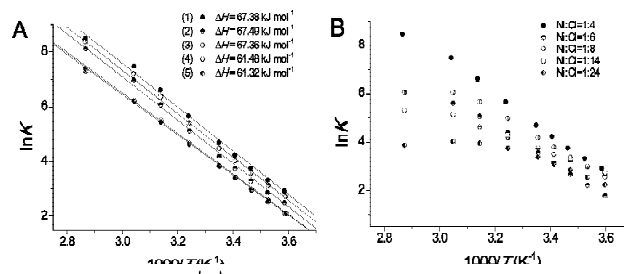 A
(1) ▲ ΔH=67.38 kJ mol⁻¹
(2) ΔH=67.49 kJ mol⁻¹
(3) ΔH=67.35 kJ mol⁻¹
(4) ΔH=61.48 kJ mol⁻¹
(5) ΔH=61.32 kJ mol⁻¹
lnK
8
6
4
2
2.8 3.0 3.2 3.4 3.6
1000/T(K⁻¹)
B
Ni:Cl=1:4
Ni:Cl=1:6
Ni:Cl=1:8
Ni:Cl=1:14
Ni:Cl=1:24
lnK
8
6
4
2
2.8 3.0 3.2 3.4 3.6
1000/T(K⁻¹)